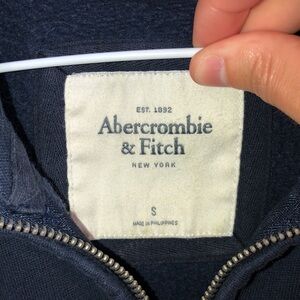 EST. 1892
Abercrombie
& Fitch
NEW YORK
S
MADE IN PHILIPPINES